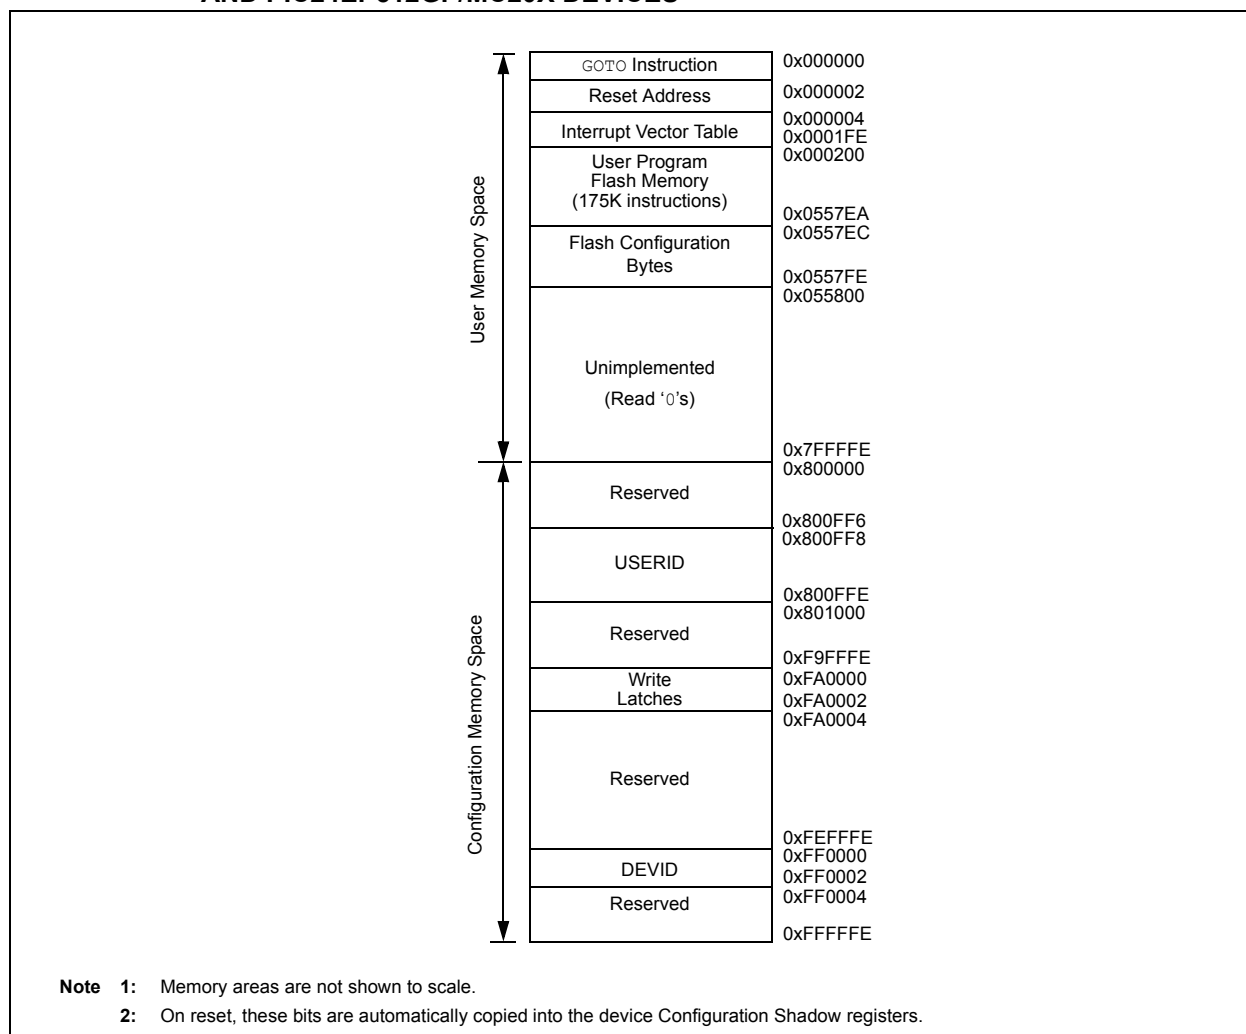 GOTO Instruction
0x000000
Reset Address
0x000002
Interrupt Vector Table
0x000004
0x0001FE
User Program
Flash Memory
(175K instructions)
0x000200
0x0557EA
Flash Configuration
Bytes
0x0557EC
0x0557FE
Unimplemented
(Read ‘0’s)
0x055800
0x7FFFFE
User Memory Space
Reserved
0x800000
0x800FF6
USERID
0x800FF8
0x800FFE
Reserved
0x801000
0xF9FFFE
Write
Latches
0xFA0000
0xFA0002
Reserved
0xFA0004
0xFEFFFE
DEVID
0xFF0000
0xFF0002
Reserved
0xFF0004
0xFFFFFE
Configuration Memory Space
Note 1: Memory areas are not shown to scale.
2: On reset, these bits are automatically copied into the device Configuration Shadow registers.